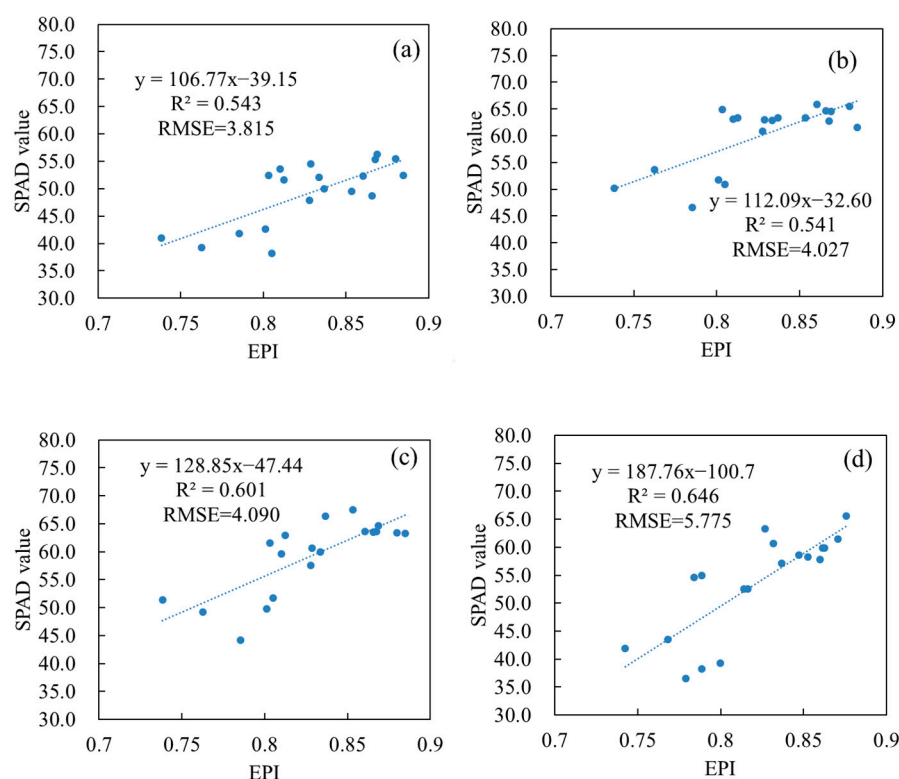 (a)
y = 106.77x−39.15
R² = 0.543
RMSE=3.815
SPAD value
80.0
75.0
70.0
65.0
60.0
55.0
50.0
45.0
40.0
35.0
30.0
0.7
0.75
0.8
0.85
0.9
EPI
(b)
y = 112.09x−32.60
R² = 0.541
RMSE=4.027
SPAD value
80.0
75.0
70.0
65.0
60.0
55.0
50.0
45.0
40.0
35.0
30.0
0.7
0.75
0.8
0.85
0.9
EPI
(c)
y = 128.85x−47.44
R² = 0.601
RMSE=4.090
SPAD value
80.0
75.0
70.0
65.0
60.0
55.0
50.0
45.0
40.0
35.0
30.0
0.7
0.75
0.8
0.85
0.9
EPI
(d)
y = 187.76x−100.7
R² = 0.646
RMSE=5.775
SPAD value
80.0
75.0
70.0
65.0
60.0
55.0
50.0
45.0
40.0
35.0
30.0
0.7
0.75
0.8
0.85
0.9
EPI